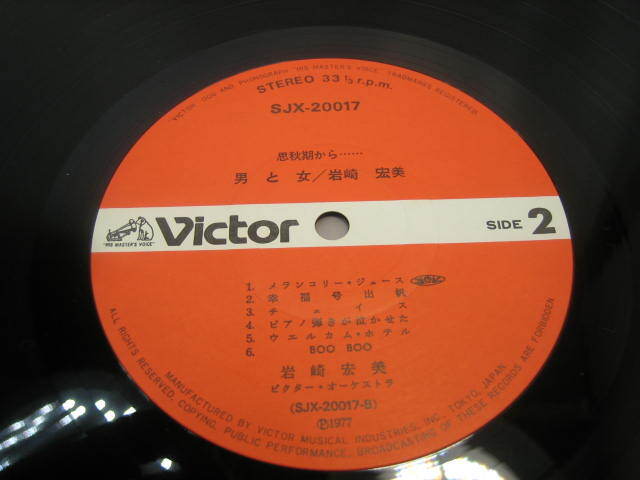 VICTOR "DOG AND PHONOGRAPH" "HIS MASTER'S VOICE" TRADEMARKS REGISTERED.
STEREO 33 1/3 r.p.m.
SJX-20017
思秋期から……
男と女/岩崎 宏美
"HIS MASTER'S VOICE"
Victor
SIDE 2
1. メランコリー・ジュース
2. 幸福号出帆
3. チェイス
4. ピアノ弾きが泣かせた
5. ウエルカム・ホテル
6. BOO BOO
岩崎宏美
ビクター・オーケストラ
(SJX-20017-B)
Ⓟ1977
MANUFACTURED BY VICTOR MUSICAL INDUSTRIES, INC., TOKYO, JAPAN.
ALL RIGHTS RESERVED. COPYING, PUBLIC PERFORMANCE, BROADCASTING OF THESE RECORDS ARE FORBIDDEN